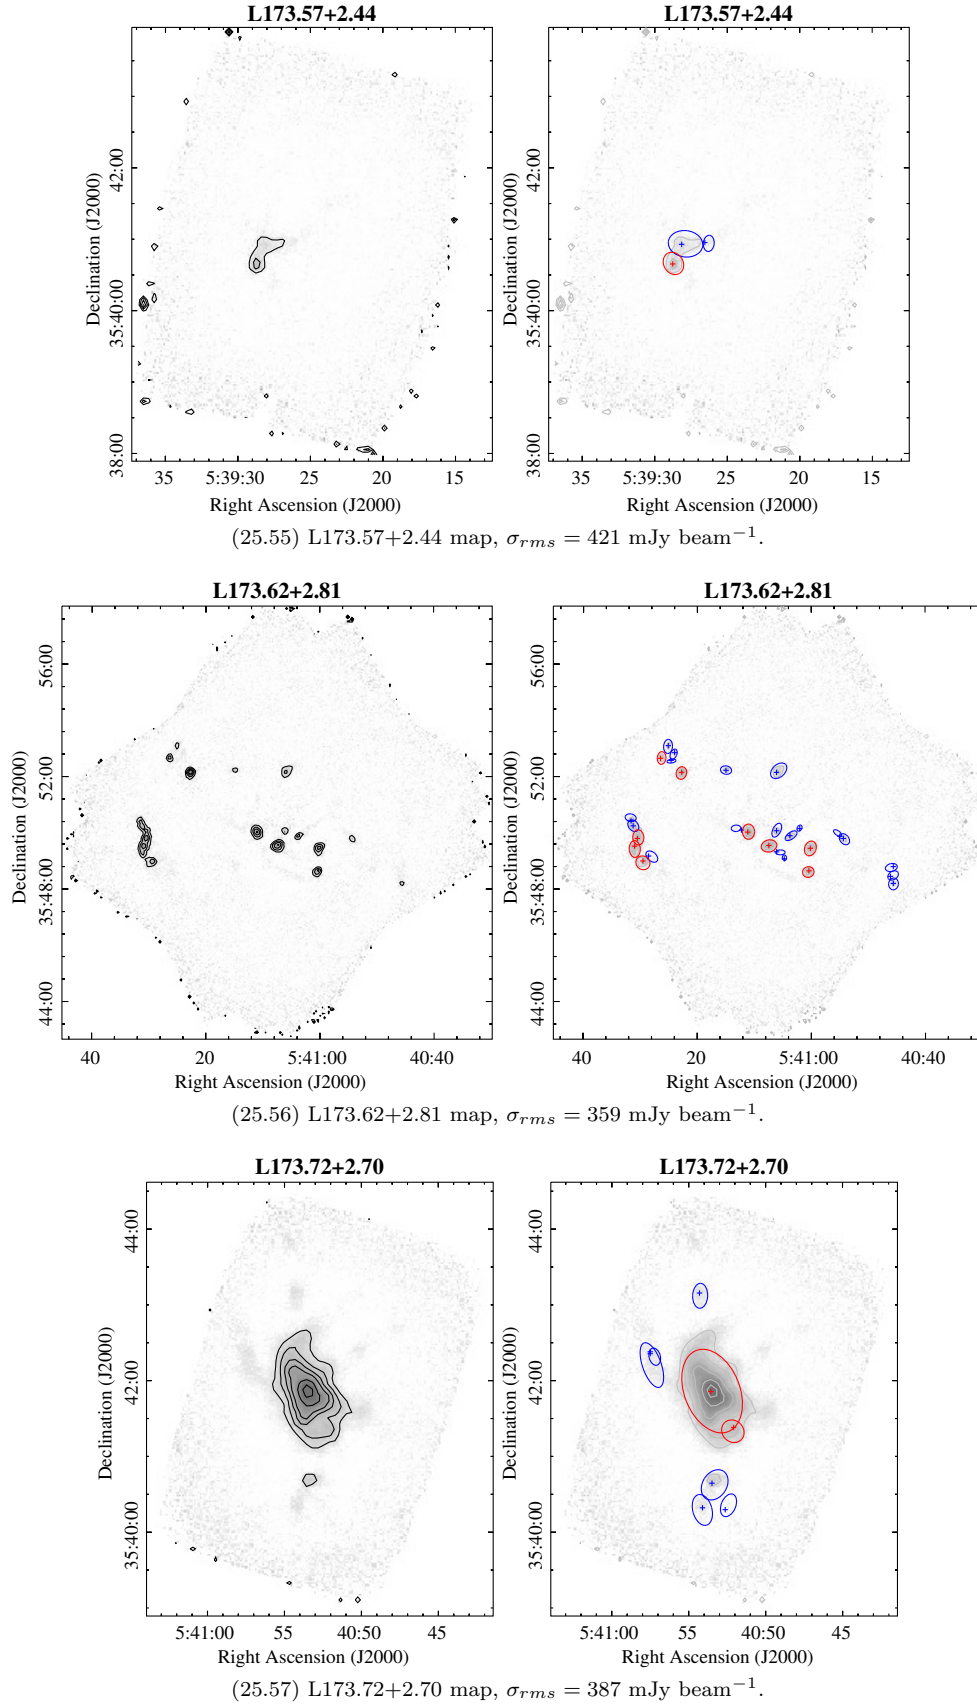 L173.57+2.44 L173.57+2.44
Declination (J2000) 42:00 35:40:00 38:00
Declination (J2000) 42:00 35:40:00 38:00
35 5:39:30 25 20 15 35 5:39:30 25 20 15
Right Ascension (J2000) Right Ascension (J2000)
(25.55) L173.57+2.44 map, σrms = 421 mJy beam−1.
L173.62+2.81 L173.62+2.81
Declination (J2000) 56:00 52:00 35:48:00 44:00
Declination (J2000) 56:00 52:00 35:48:00 44:00
40 20 5:41:00 40:40 40 20 5:41:00 40:40
Right Ascension (J2000) Right Ascension (J2000)
(25.56) L173.62+2.81 map, σrms = 359 mJy beam−1.
L173.72+2.70 L173.72+2.70
Declination (J2000) 44:00 42:00 35:40:00
Declination (J2000) 44:00 42:00 35:40:00
5:41:00 55 40:50 45 5:41:00 55 40:50 45
Right Ascension (J2000) Right Ascension (J2000)
(25.57) L173.72+2.70 map, σrms = 387 mJy beam−1.